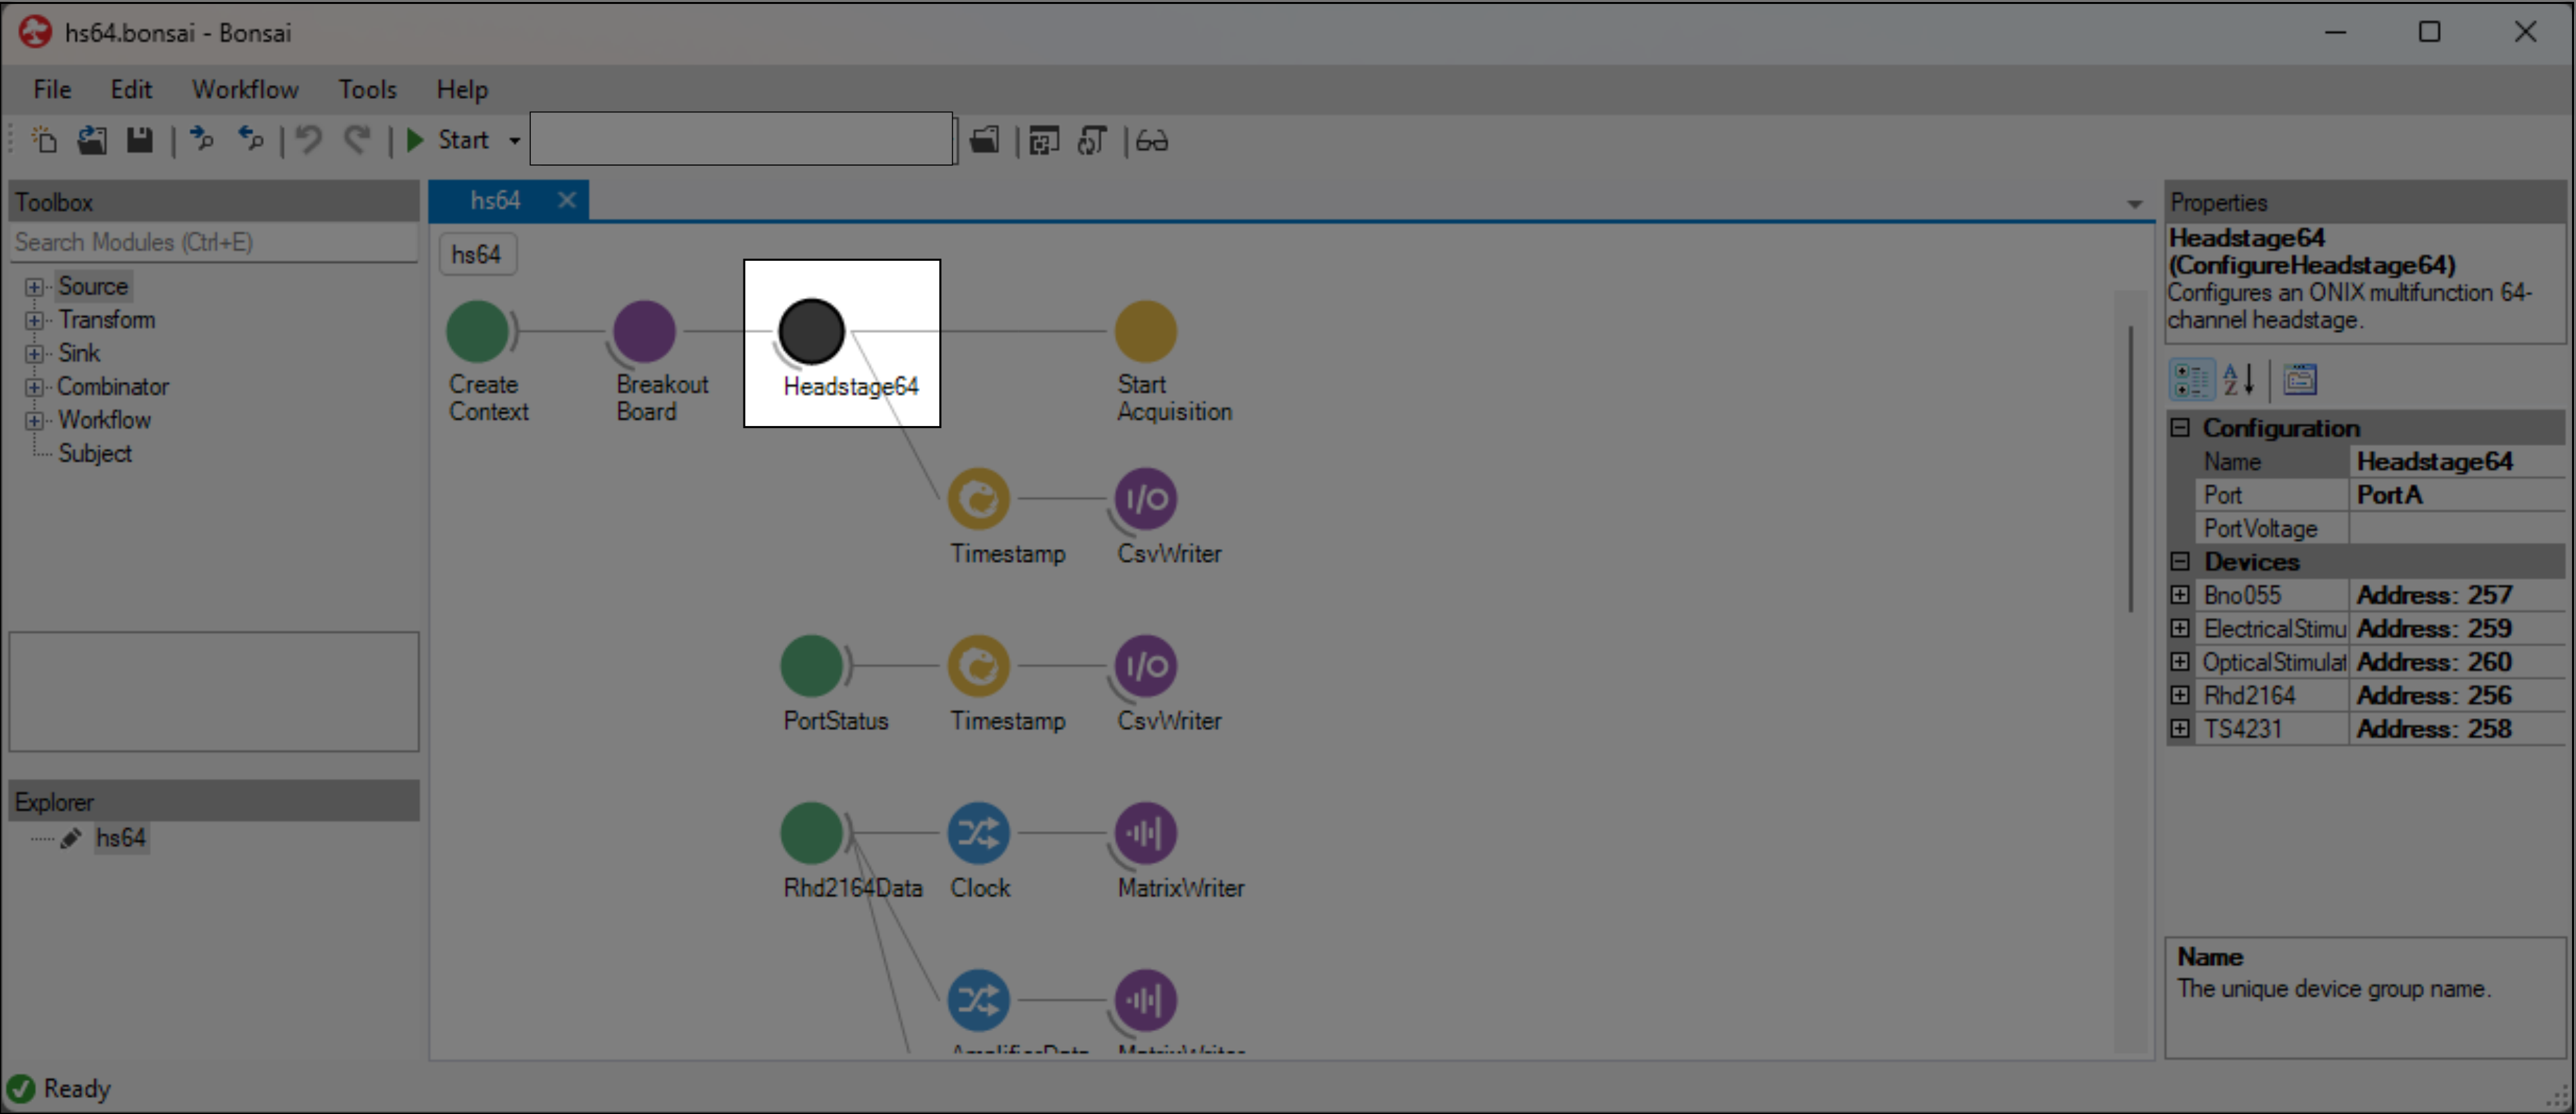 hs64.bonsai - Bonsai
File Edit Workflow Tools Help
Start
Toolbox
Search Modules (Ctrl+E)
Source
Transform
Sink
Combinator
Workflow
Subject
Explorer
hs64
hs64
hs64
Create
Context
Breakout
Board
Headstage64
Start
Acquisition
Timestamp
CsvWriter
PortStatus
Timestamp
CsvWriter
Rhd2164Data
Clock
MatrixWriter
AmplifierData
MatrixWriter
Properties
Headstage64
(ConfigureHeadstage64)
Configures an ONIX multifunction 64-
channel headstage.
Configuration
Name Headstage64
Port PortA
PortVoltage
Devices
Bno055 Address: 257
ElectricalStimu Address: 259
OpticalStimulat Address: 260
Rhd2164 Address: 256
TS4231 Address: 258
Name
The unique device group name.
Ready